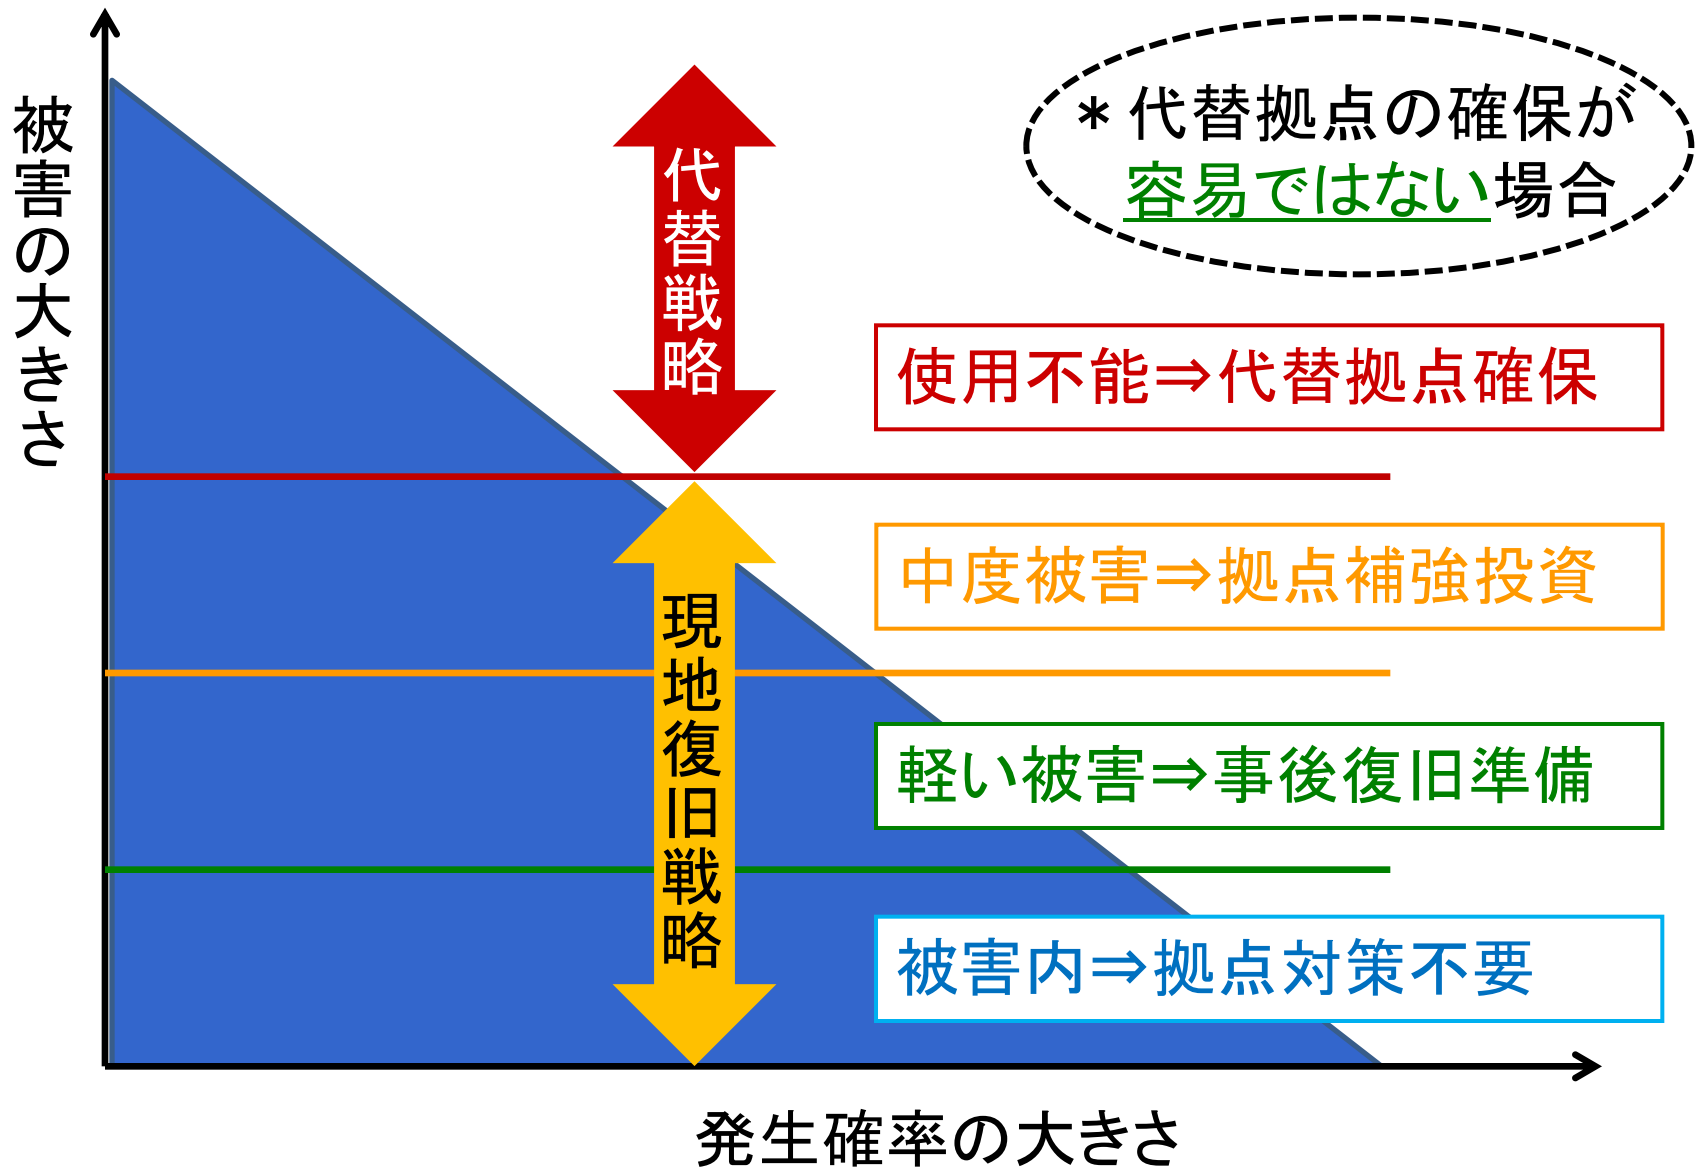 被害の大きさ
代替戦略
* 代替拠点の確保が
容易ではない場合
使用不能⇒代替拠点確保
中度被害⇒拠点補強投資
現地復旧戦略
軽い被害⇒事後復旧準備
被害内⇒拠点対策不要
発生確率の大きさ